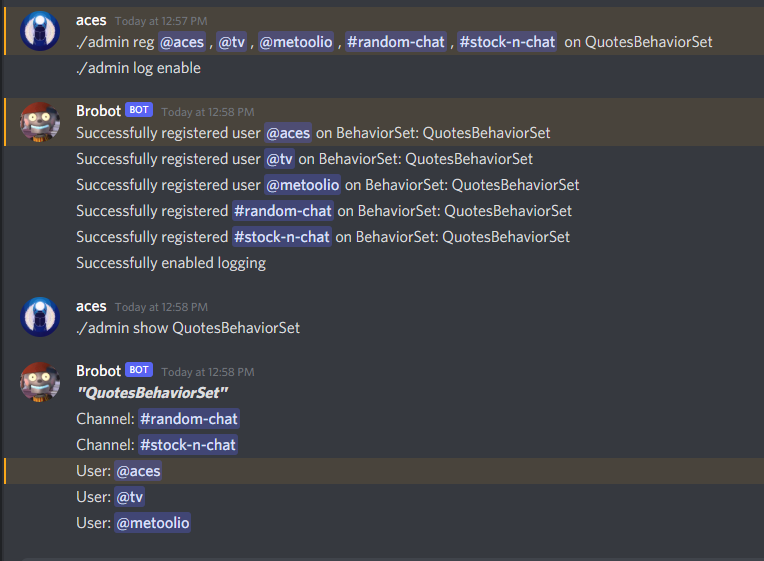 aces Today at 12:57 PM
./admin reg @aces , @tv , @metoolio , #random-chat , #stock-n-chat on QuotesBehaviorSet
./admin log enable
Brobot BOT Today at 12:58 PM
Successfully registered user @aces on BehaviorSet: QuotesBehaviorSet
Successfully registered user @tv on BehaviorSet: QuotesBehaviorSet
Successfully registered user @metoolio on BehaviorSet: QuotesBehaviorSet
Successfully registered #random-chat on BehaviorSet: QuotesBehaviorSet
Successfully registered #stock-n-chat on BehaviorSet: QuotesBehaviorSet
Successfully enabled logging
aces Today at 12:58 PM
./admin show QuotesBehaviorSet
Brobot BOT Today at 12:58 PM
"QuotesBehaviorSet"
Channel: #random-chat
Channel: #stock-n-chat
User: @aces
User: @tv
User: @metoolio